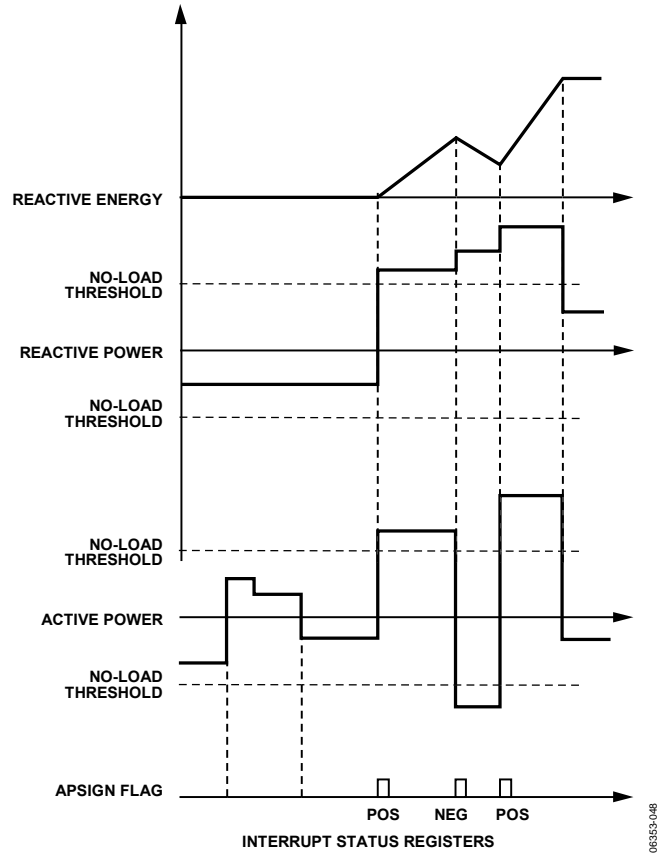 REACTIVE ENERGY
NO-LOAD
THRESHOLD
REACTIVE POWER
NO-LOAD
THRESHOLD
NO-LOAD
THRESHOLD
ACTIVE POWER
NO-LOAD
THRESHOLD
APSIGN FLAG
POS NEG POS
INTERRUPT STATUS REGISTERS
06353-048